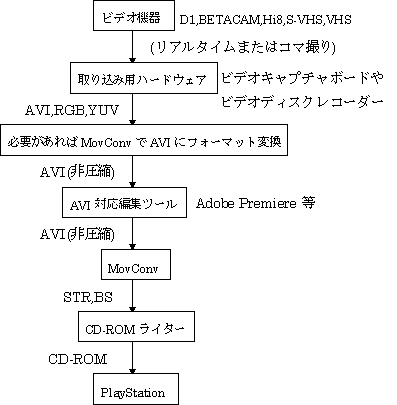 ビデオ機器 D1,BETACAM,Hi8,S-VHS,VHS
(リアルタイムまたはコマ撮り)
取り込み用ハードウェア
ビデオキャプチャボードや
ビデオディスクレコーダー
AVI,RGB,YUV
必要があれば MovConv で AVI にフォーマット変換
AVI(非圧縮)
AVI 対応編集ツール Adobe Premiere 等
AVI(非圧縮)
MovConv
STR,BS
CD-ROM ライター
CD-ROM
PlayStation